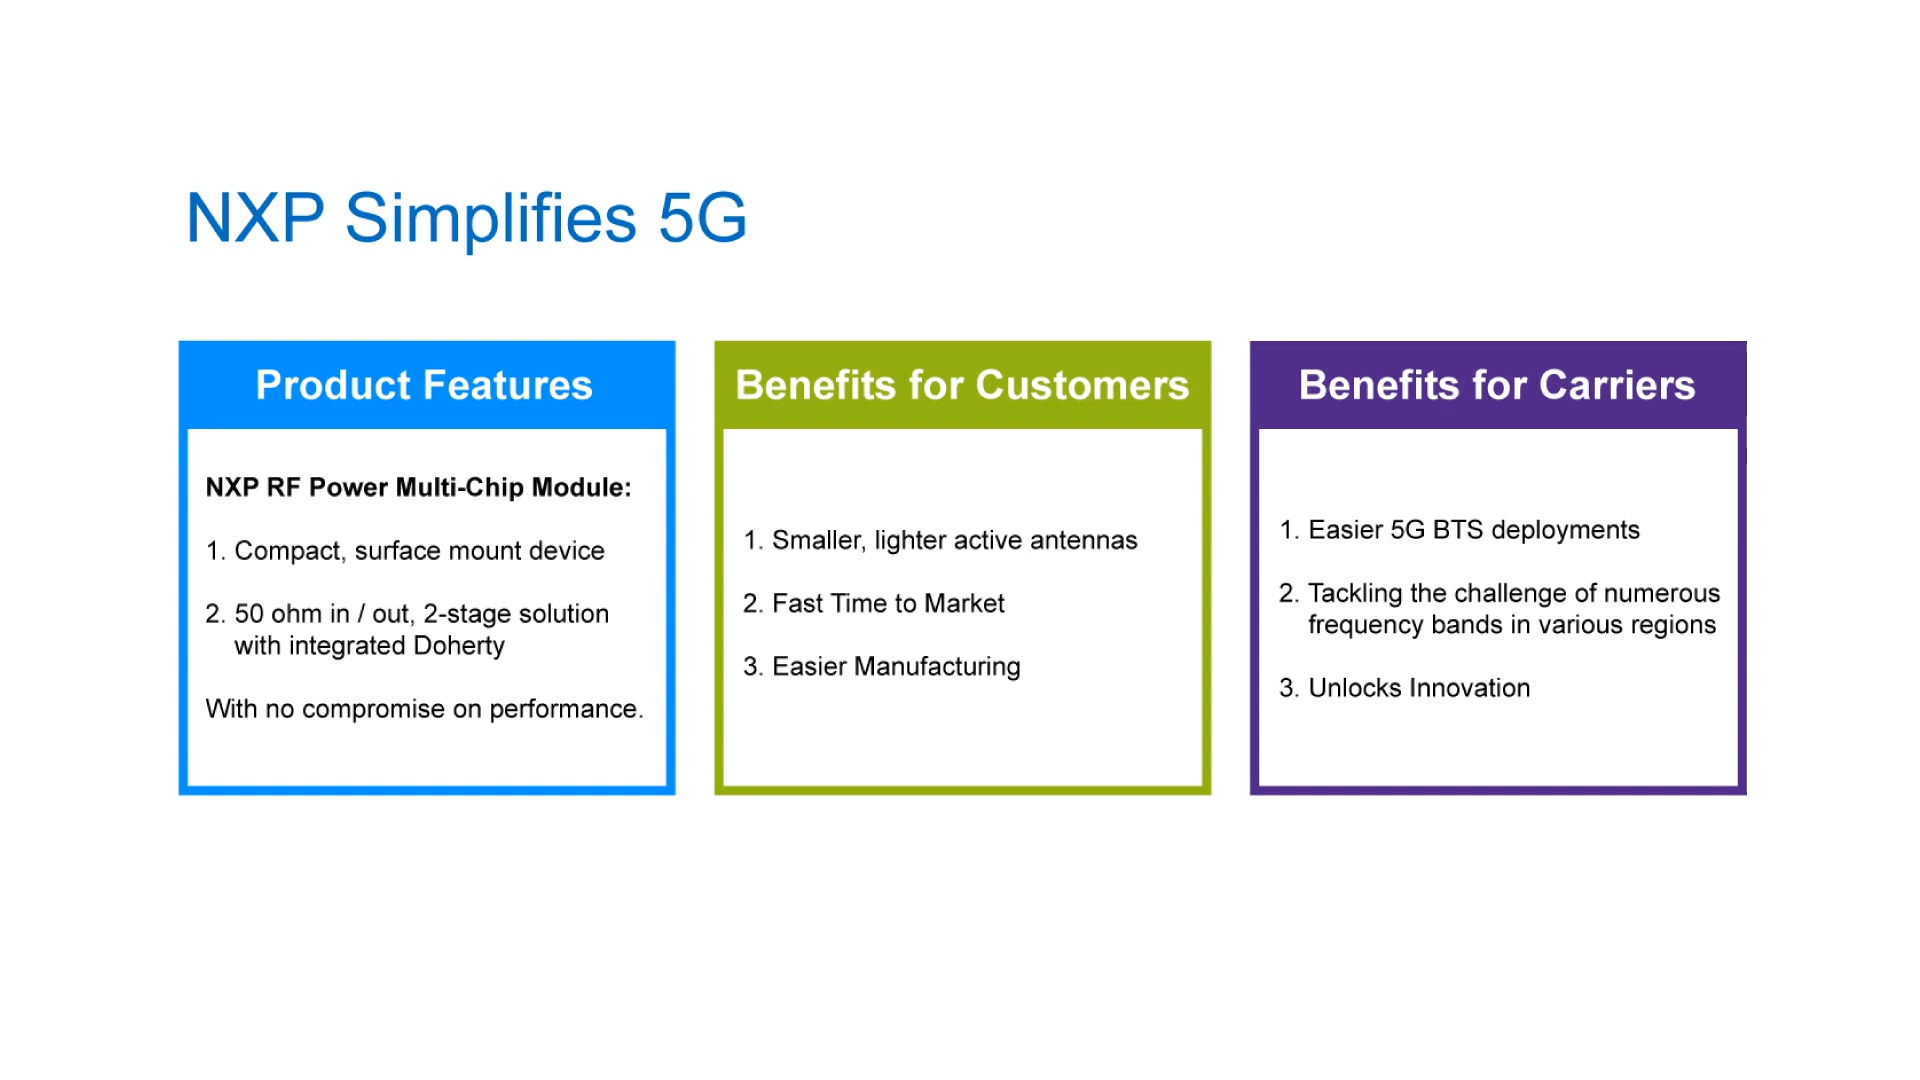 NXP Simplifies 5G
Product Features
NXP RF Power Multi-Chip Module:
1. Compact, surface mount device
2. 50 ohm in / out, 2-stage solution
with integrated Doherty
With no compromise on performance.
Benefits for Customers
1. Smaller, lighter active antennas
2. Fast Time to Market
3. Easier Manufacturing
Benefits for Carriers
1. Easier 5G BTS deployments
2. Tackling the challenge of numerous
frequency bands in various regions
3. Unlocks Innovation